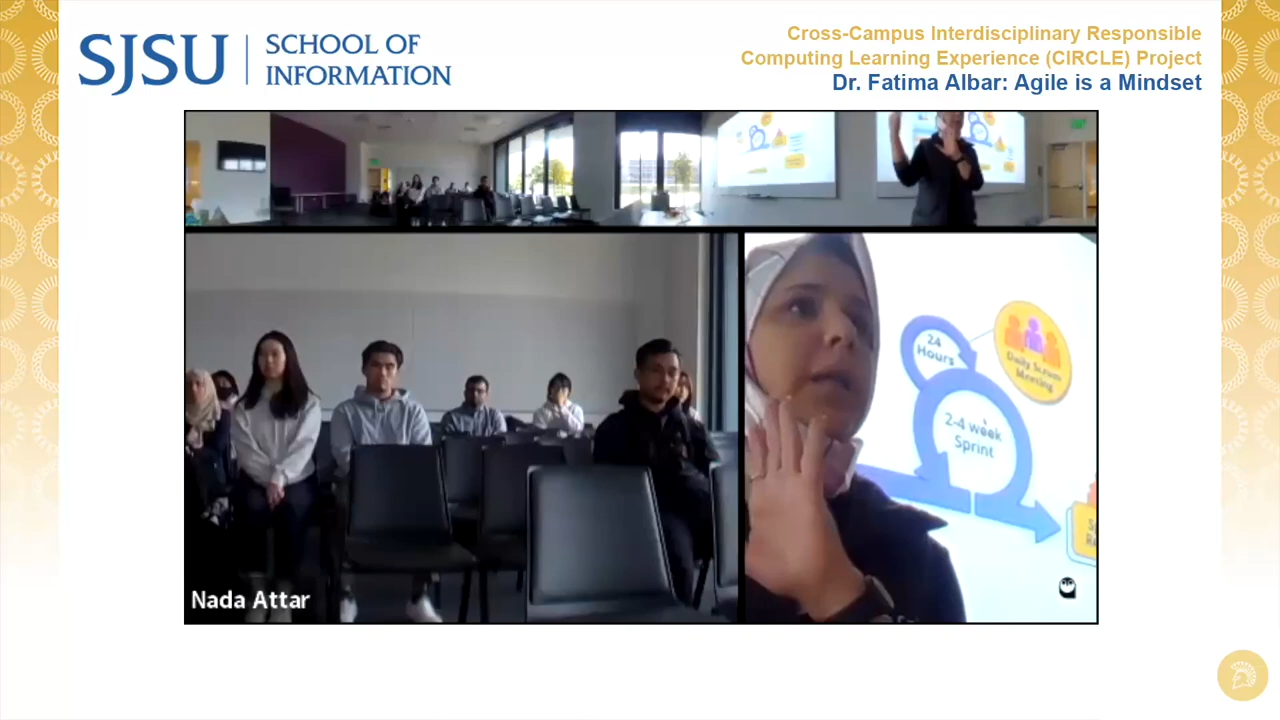 SJSU
SCHOOL OF
INFORMATION
Cross-Campus Interdisciplinary Responsible
Computing Learning Experience (CIRCLE) Project
Dr. Fatima Albar: Agile is a Mindset
24
Hours
Daily Scrum
Meeting
2-4 week
Sprint
Nada Attar